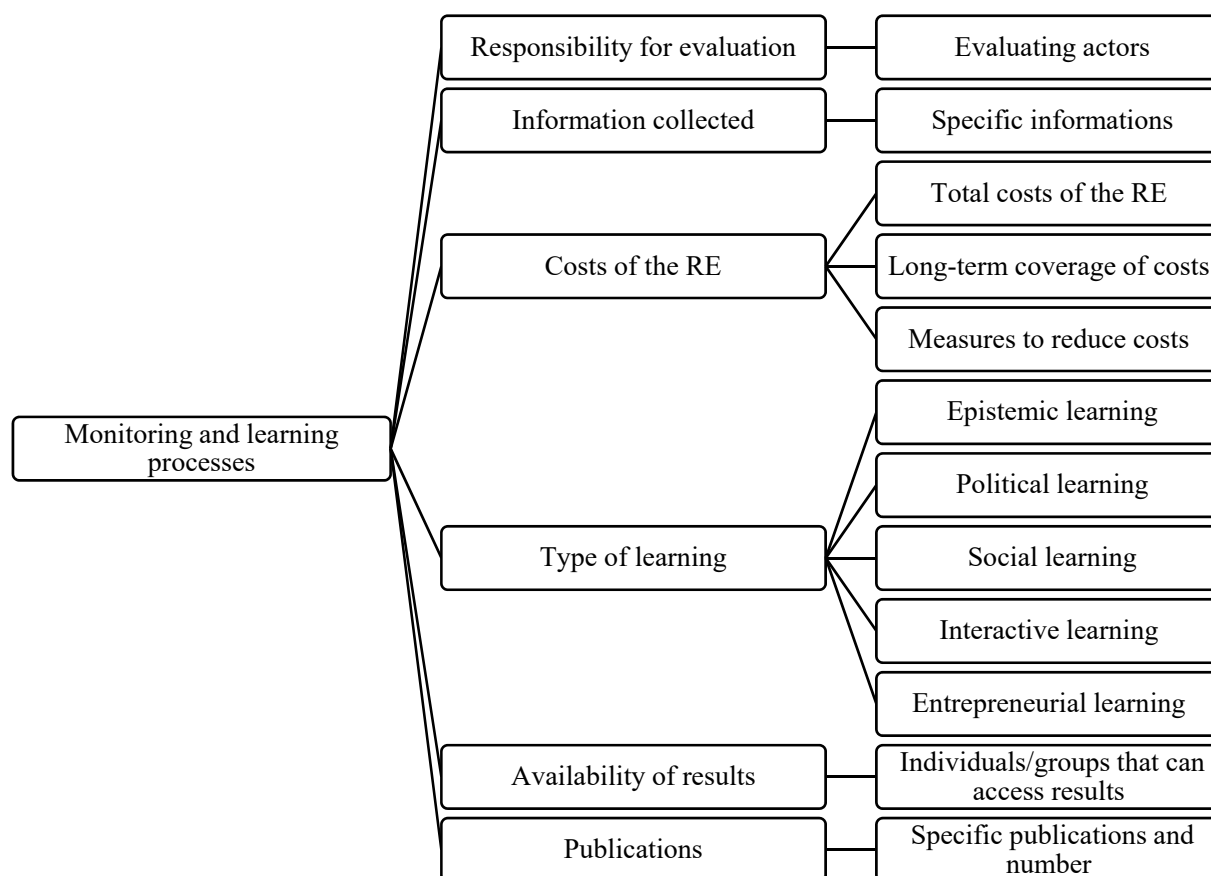 Responsibility for evaluation
Evaluating actors
Information collected
Specific informations
Total costs of the RE
Costs of the RE
Long-term coverage of costs
Measures to reduce costs
Monitoring and learning
processes
Epistemic learning
Political learning
Type of learning
Social learning
Interactive learning
Entrepreneurial learning
Availability of results
Individuals/groups that can
access results
Publications
Specific publications and
number